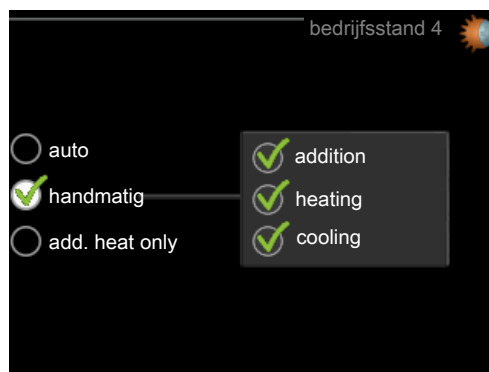 bedrijfsstand 4
auto
handmatig
add. heat only
addition
heating
cooling